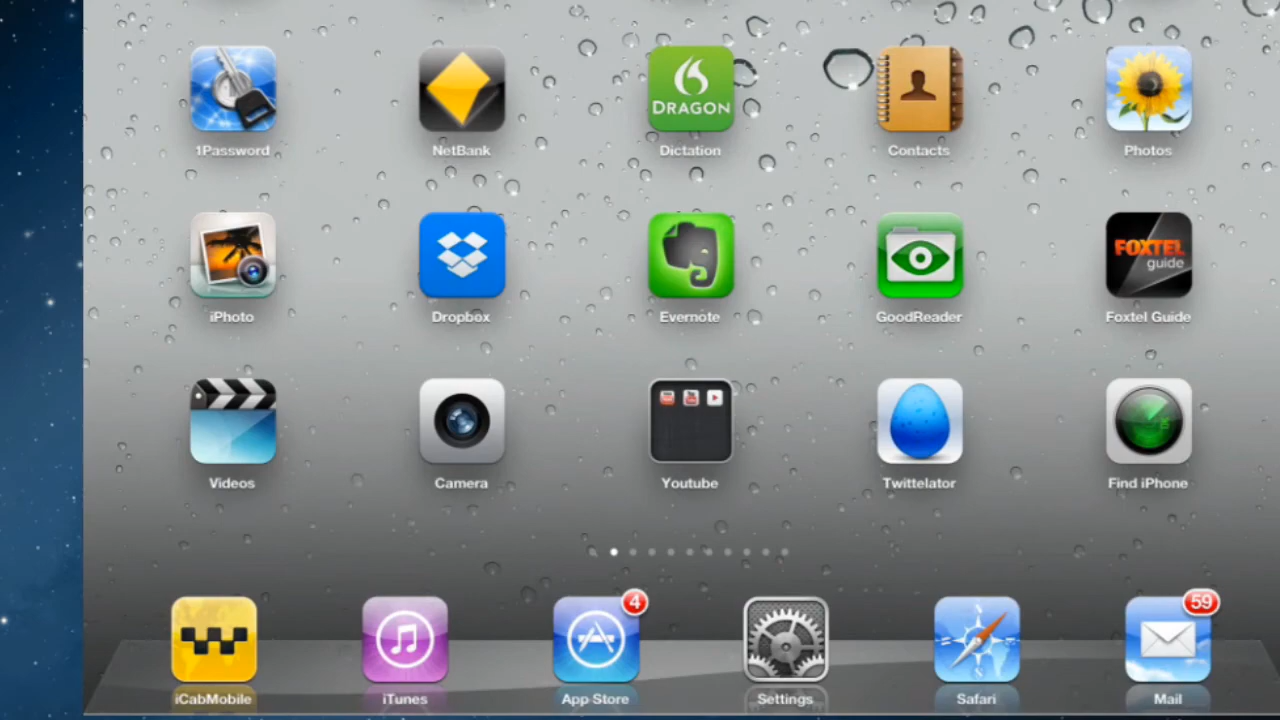 DRAGON
1Password
NetBank
Dictation
Contacts
Photos
FOXTEL
guide
iPhoto
Dropbox
Evernote
GoodReader
Foxtel Guide
Videos
Camera
Youtube
Twittelator
Find iPhone
4
59
iCabMobile
iTunes
App Store
Settings
Safari
Mail